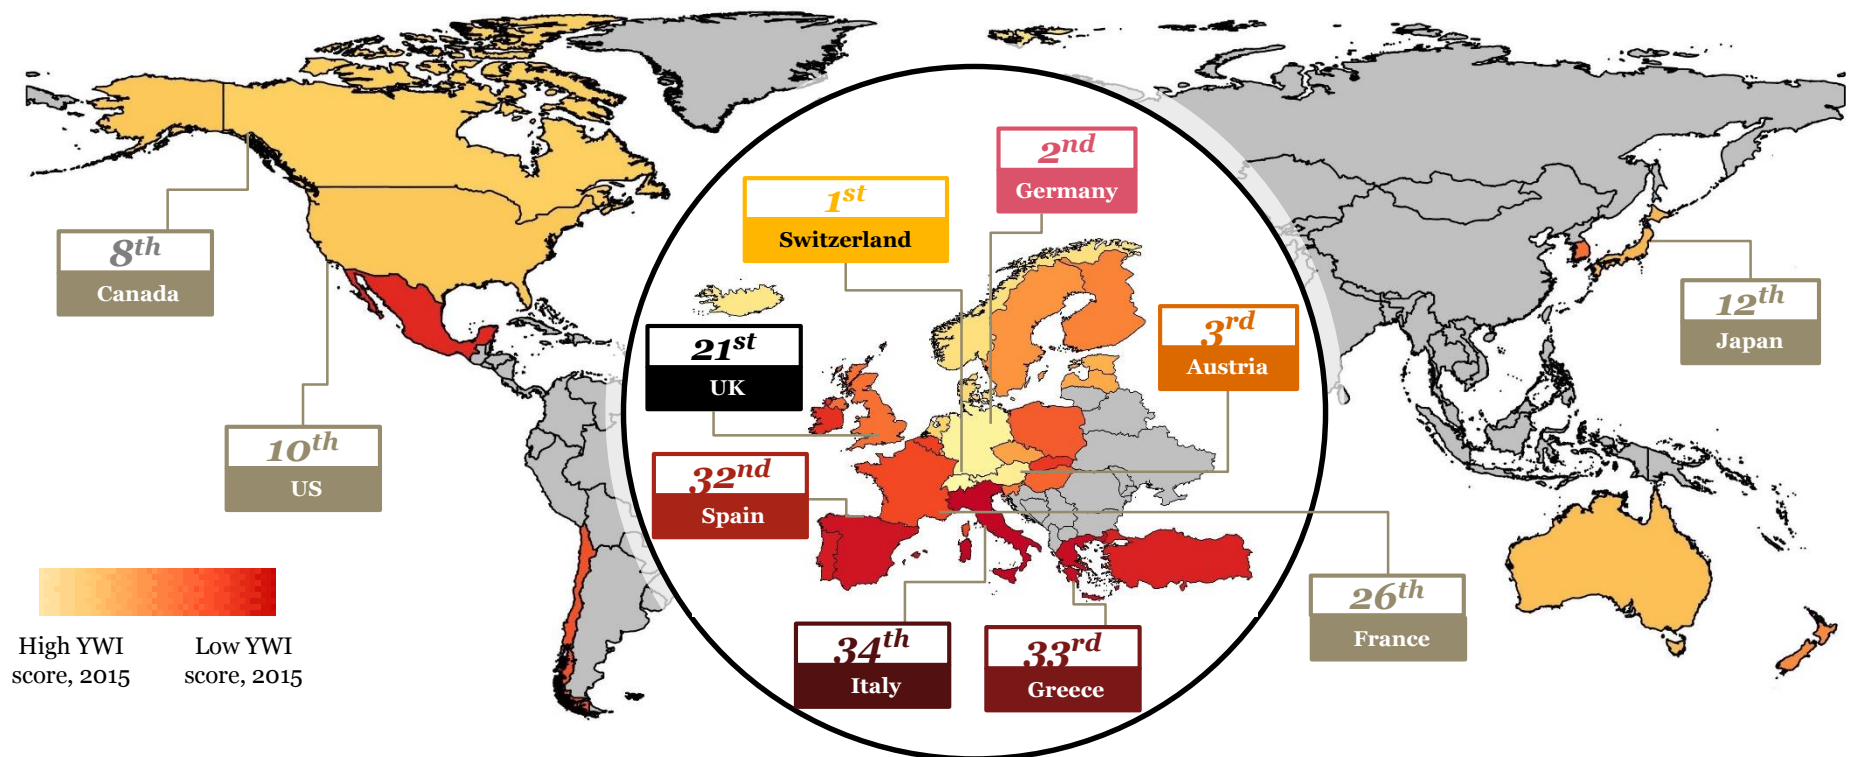 2nd
Germany
1st
Switzerland
8th
Canada
21st
UK
3rd
Austria
12th
Japan
10th
US
32nd
Spain
26th
France
34th
Italy
33rd
Greece
High YWI
score, 2015
Low YWI
score, 2015